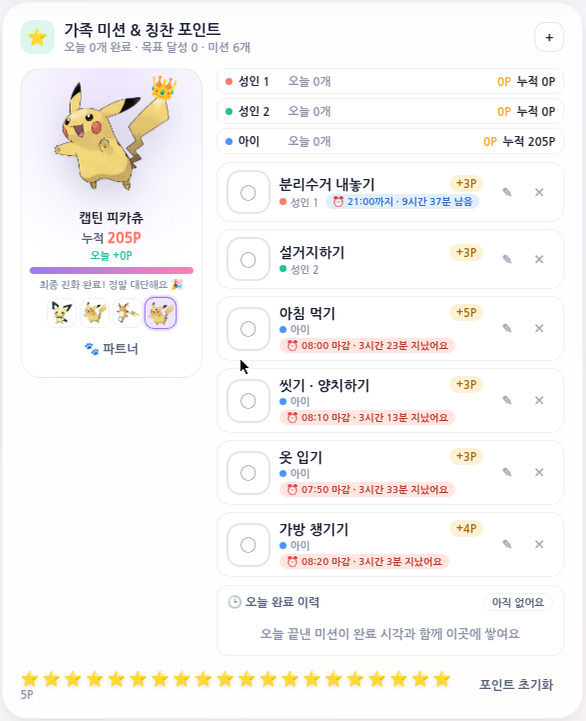 가족 미션 & 칭찬 포인트
오늘 0개 완료 · 목표 달성 0 · 미션 6개
+
캡틴 피카츄
누적 205P
오늘 +0P
최종 진화 완료! 정말 대단해요 🎉
🐾 파트너
성인 1 오늘 0개 0P 누적 0P
성인 2 오늘 0개 0P 누적 0P
아이 오늘 0개 0P 누적 205P
분리수거 내놓기 +3P ✎ ×
성인 1 ⏰ 21:00까지 · 9시간 37분 남음
설거지하기 +3P ✎ ×
성인 2
아침 먹기 +5P ✎ ×
아이
⏰ 08:00 마감 · 3시간 23분 지났어요
씻기 · 양치하기 +3P ✎ ×
아이
⏰ 08:10 마감 · 3시간 13분 지났어요
옷 입기 +3P ✎ ×
아이
⏰ 07:50 마감 · 3시간 33분 지났어요
가방 챙기기 +4P ✎ ×
아이
⏰ 08:20 마감 · 3시간 3분 지났어요
🕒 오늘 완료 이력 아직 없어요
오늘 끝낸 미션이 완료 시각과 함께 이곳에 쌓여요
⭐⭐⭐⭐⭐⭐⭐⭐⭐⭐⭐⭐⭐⭐⭐⭐⭐⭐⭐⭐
5P
포인트 초기화